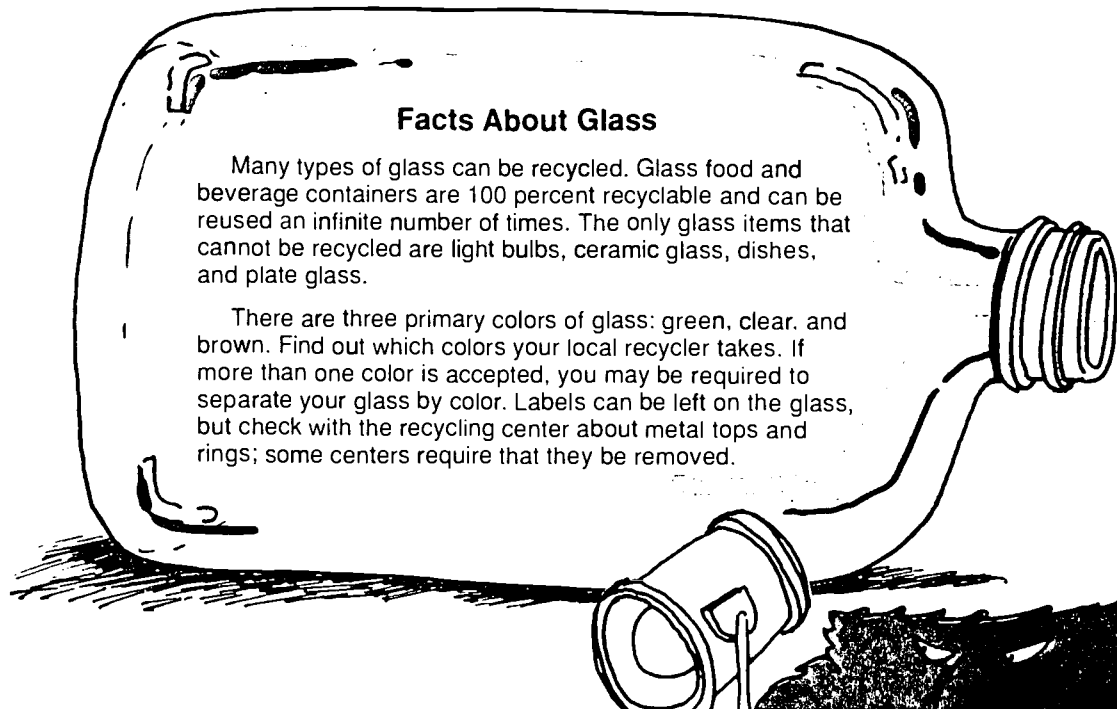 Facts About Glass
Many types of glass can be recycled. Glass food and
beverage containers are 100 percent recyclable and can be
reused an infinite number of times. The only glass items that
cannot be recycled are light bulbs, ceramic glass, dishes,
and plate glass.
There are three primary colors of glass: green, clear. and
brown. Find out which colors your local recycler takes. If
more than one color is accepted, you may be required to
separate your glass by color. Labels can be left on the glass,
but check with the recycling center about metal tops and
rings; some centers require that they be removed.